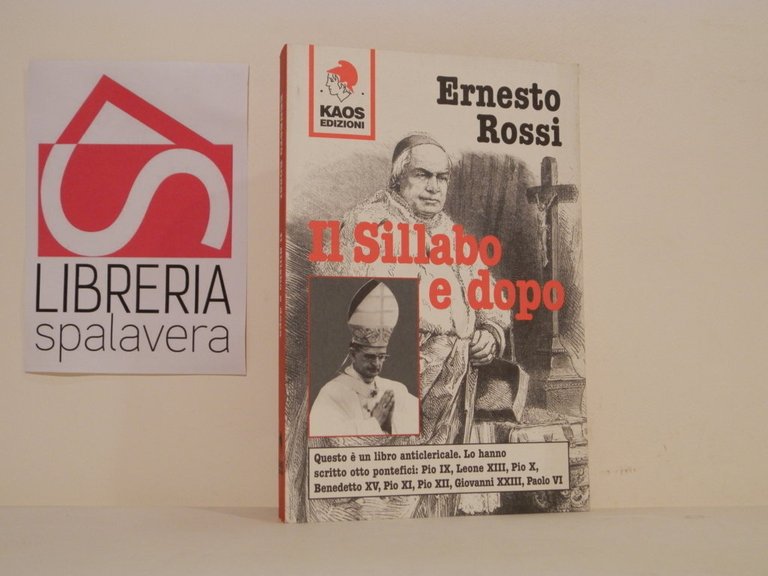 LIBRERIA
spalavera
KAOS
EDIZIONI
Ernesto
Rossi
Il Sillabo
e dopo
Questo è un libro anticlericale. Lo hanno
scritto otto pontefici: Pio IX, Leone XIII, Pio X,
Benedetto XV, Pio XI, Pio XII, Giovanni XXIII, Paolo VI